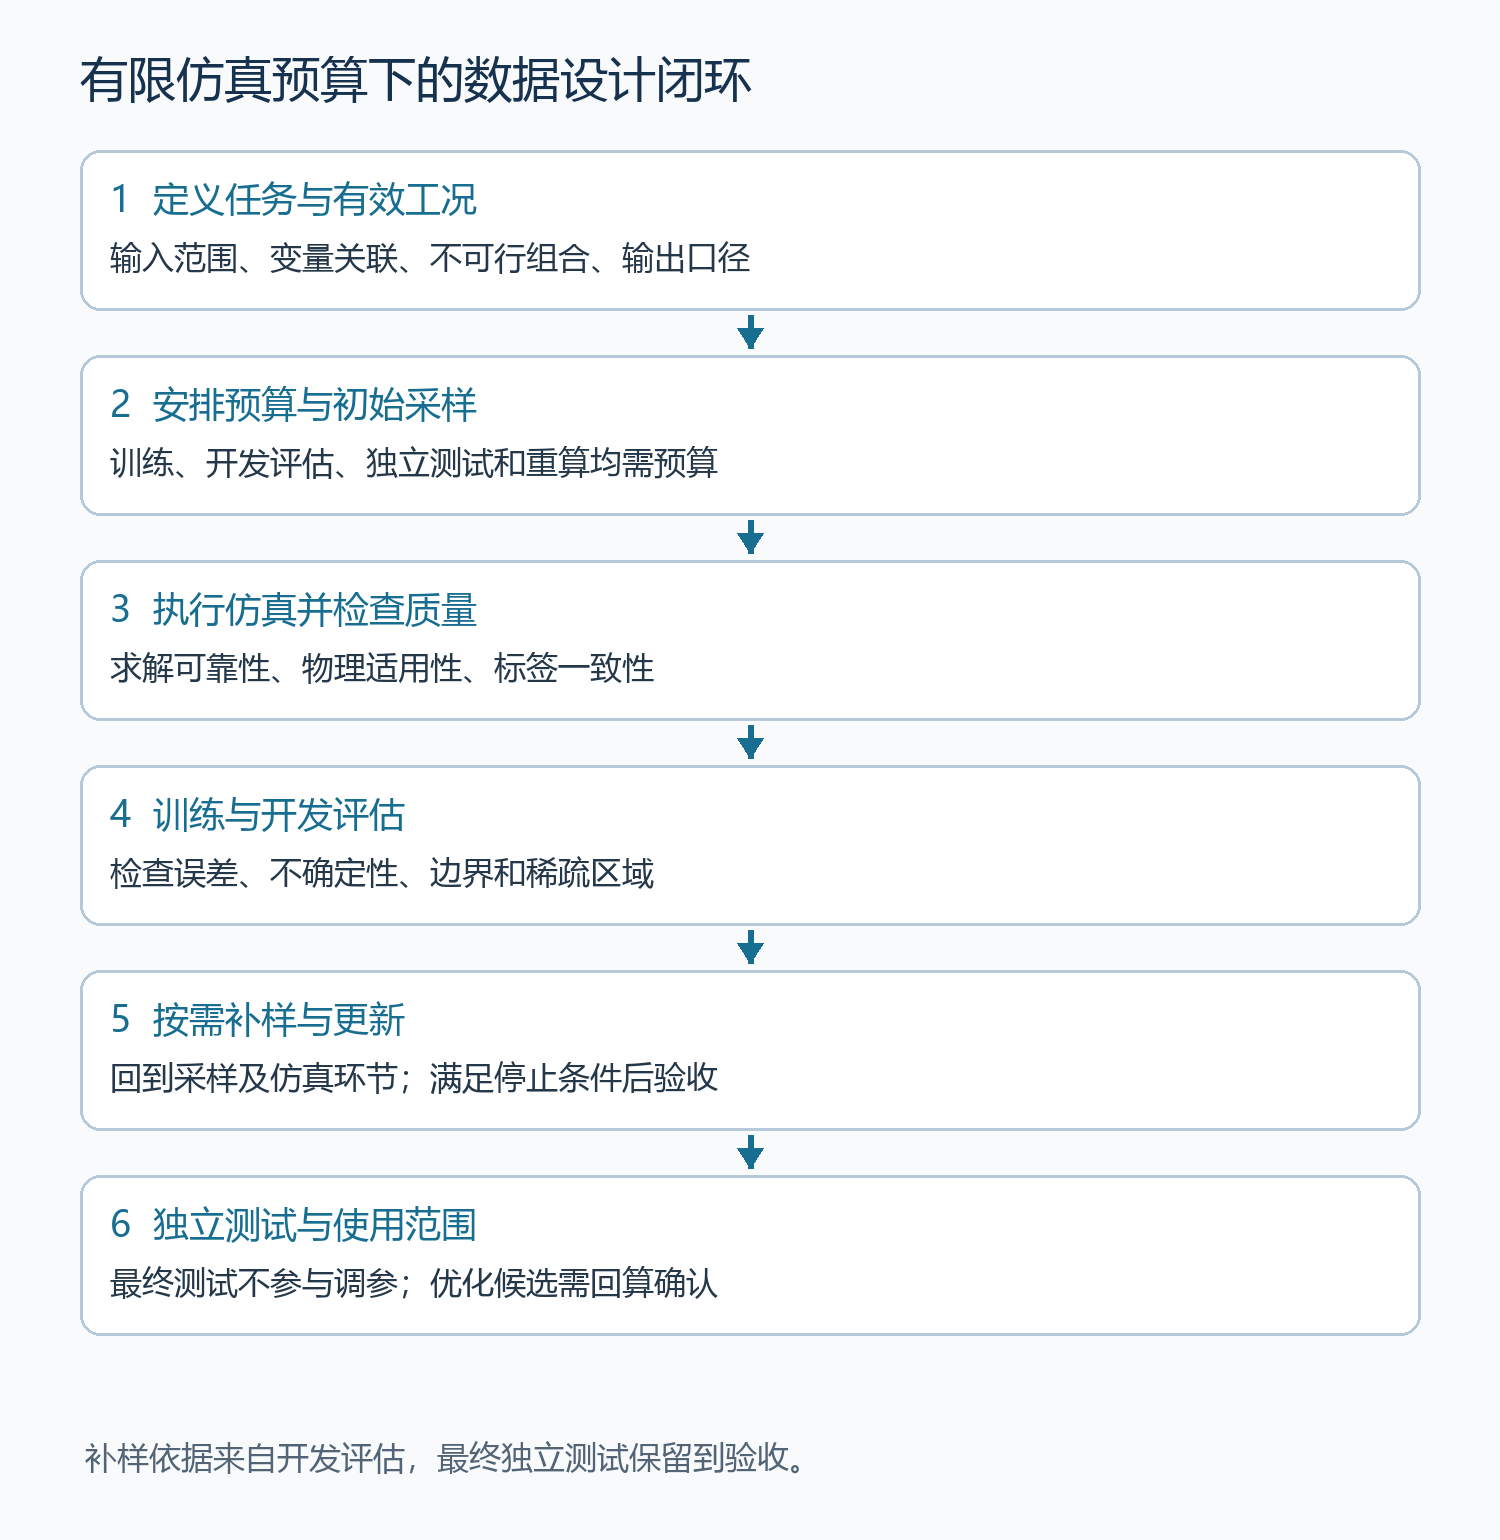 有限仿真预算下的数据设计闭环
1 定义任务与有效工况
输入范围、变量关联、不可行组合、输出口径
2 安排预算与初始采样
训练、开发评估、独立测试和重算均需预算
3 执行仿真并检查质量
求解可靠性、物理适用性、标签一致性
4 训练与开发评估
检查误差、不确定性、边界和稀疏区域
5 按需补样与更新
回到采样及仿真环节；满足停止条件后验收
6 独立测试与使用范围
最终测试不参与调参；优化候选需回算确认
补样依据来自开发评估，最终独立测试保留到验收。